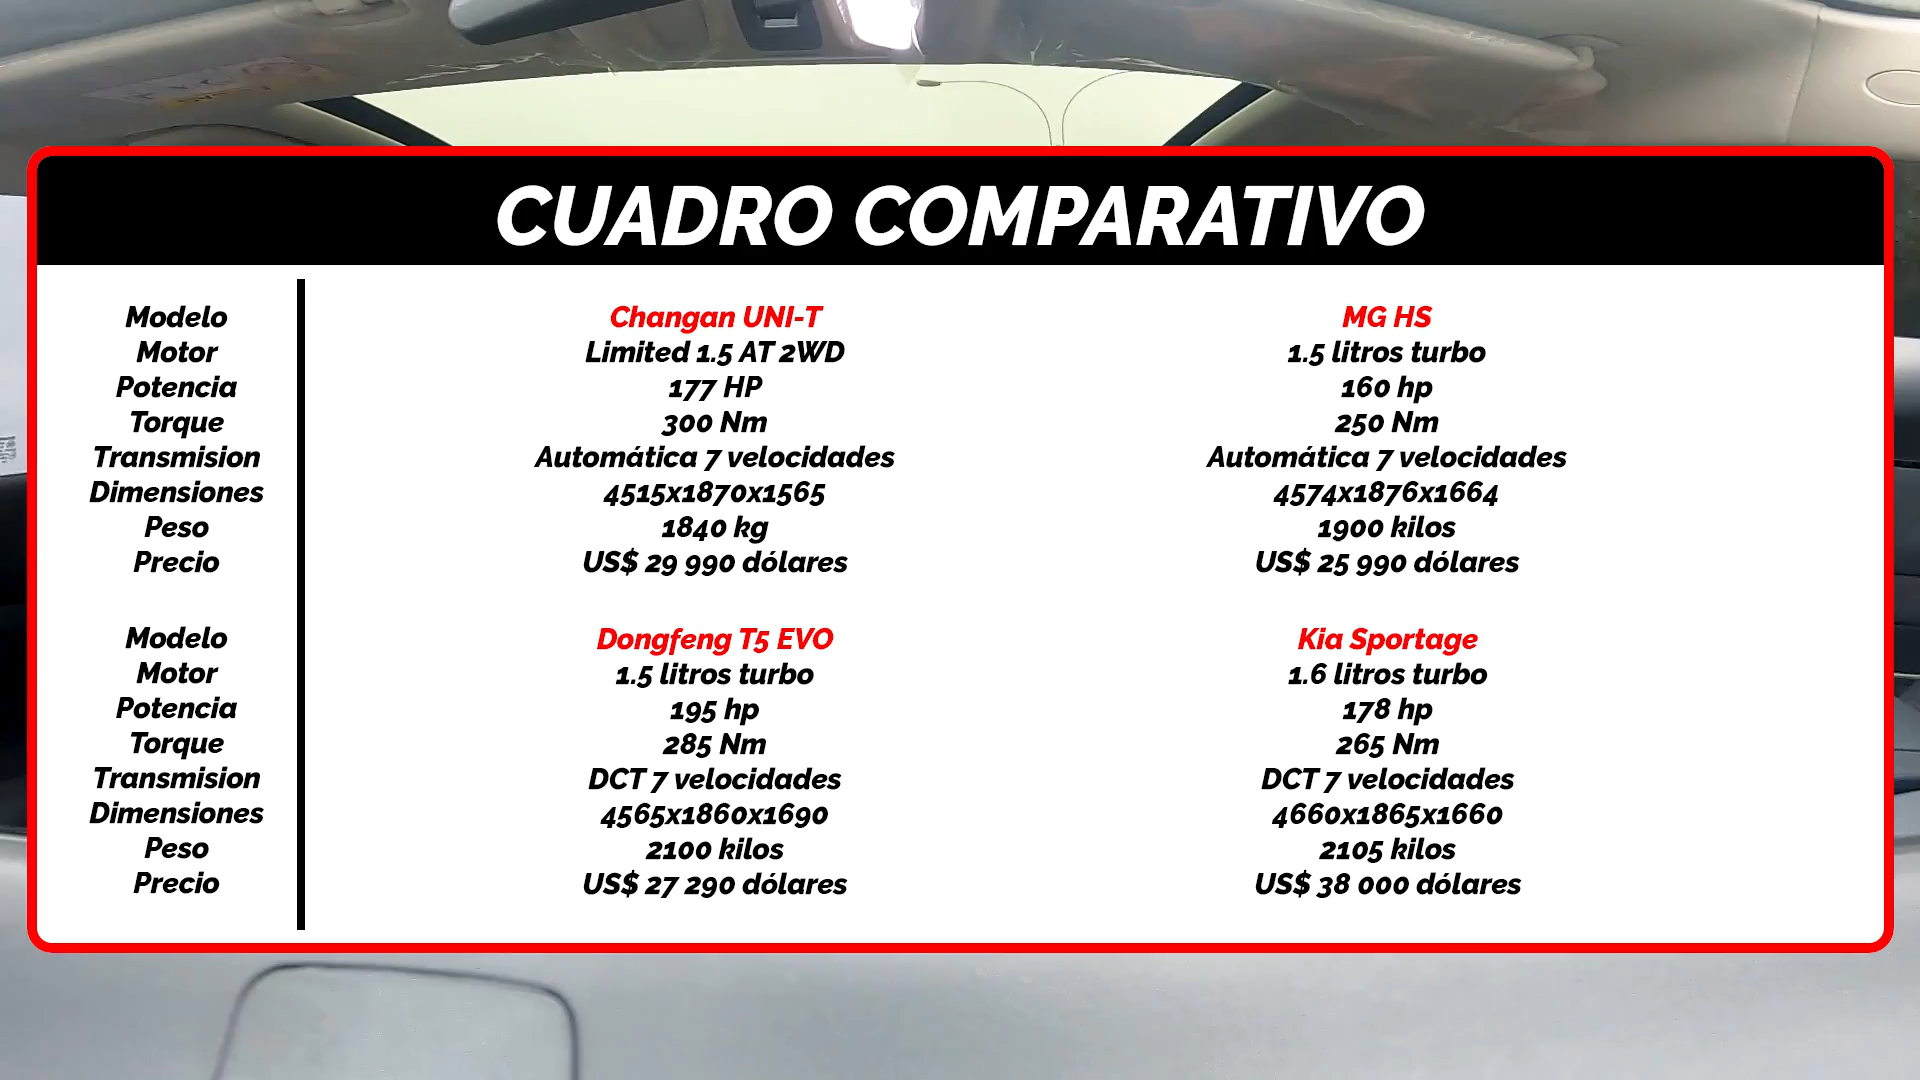 CUADRO COMPARATIVO
Modelo Changan UNI-T MG HS
Motor Limited 1.5 AT 2WD 1.5 litros turbo
Potencia 177 HP 160 hp
Torque 300 Nm 250 Nm
Transmision Automática 7 velocidades Automática 7 velocidades
Dimensiones 4515x1870x1565 4574x1876x1664
Peso 1840 kg 1900 kilos
Precio US$ 29 990 dólares US$ 25 990 dólares
Modelo Dongfeng T5 EVO Kia Sportage
Motor 1.5 litros turbo 1.6 litros turbo
Potencia 195 hp 178 hp
Torque 285 Nm 265 Nm
Transmision DCT 7 velocidades DCT 7 velocidades
Dimensiones 4565x1860x1690 4660x1865x1660
Peso 2100 kilos 2105 kilos
Precio US$ 27 290 dólares US$ 38 000 dólares